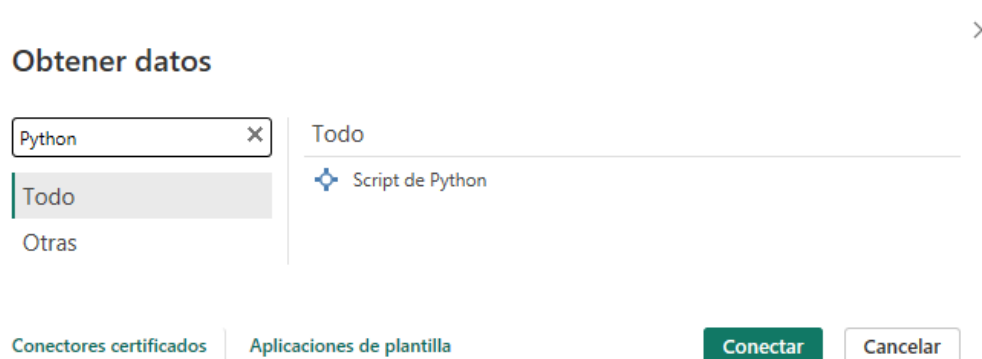 Obtener datos
Python
Todo
Otras
Todo
Script de Python
Conectores certificados
Aplicaciones de plantilla
Conectar
Cancelar